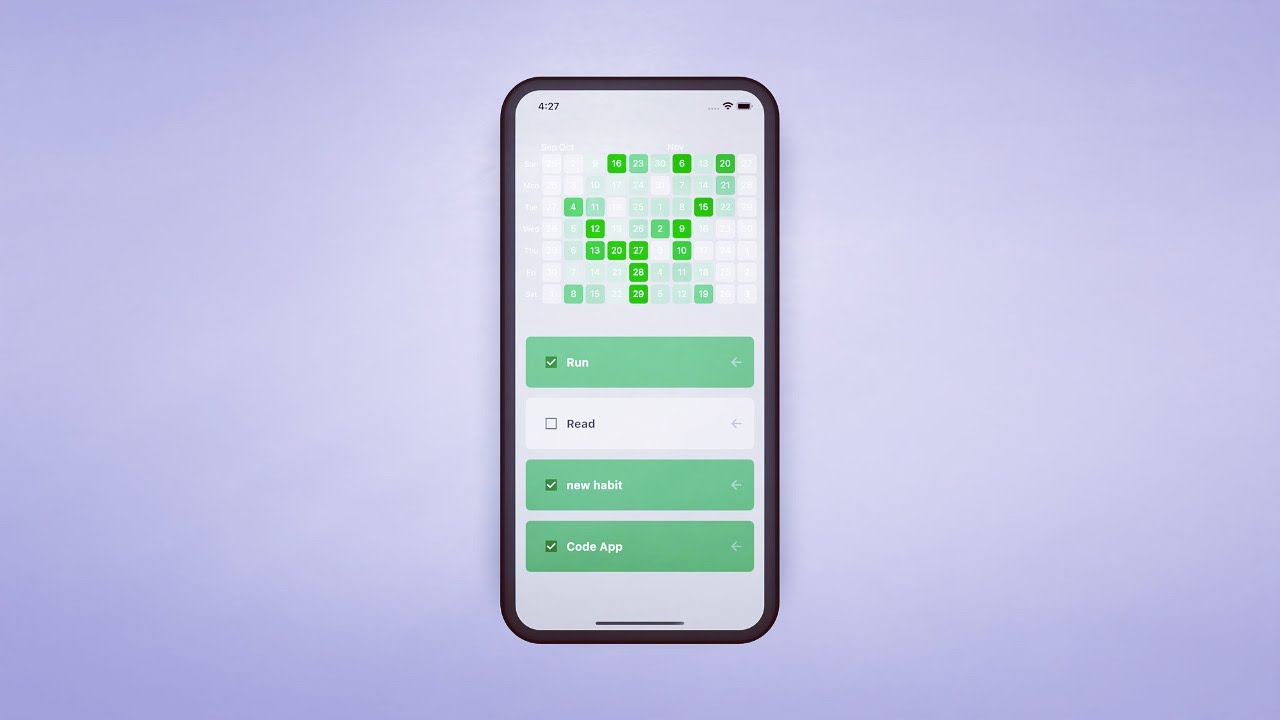 4:27
Sep Oct Nov
Sun 25 2 9 16 23 30 6 13 20 27
Mon 26 3 10 17 24 31 7 14 21 28
Tue 27 4 11 18 25 1 8 15 22 29
Wed 28 5 12 19 26 2 9 16 23 30
Thu 29 6 13 20 27 3 10 17 24 1
Fri 30 7 14 21 28 4 11 18 25 2
Sat 1 8 15 22 29 5 12 19 26 3
Run
Read
new habit
Code App